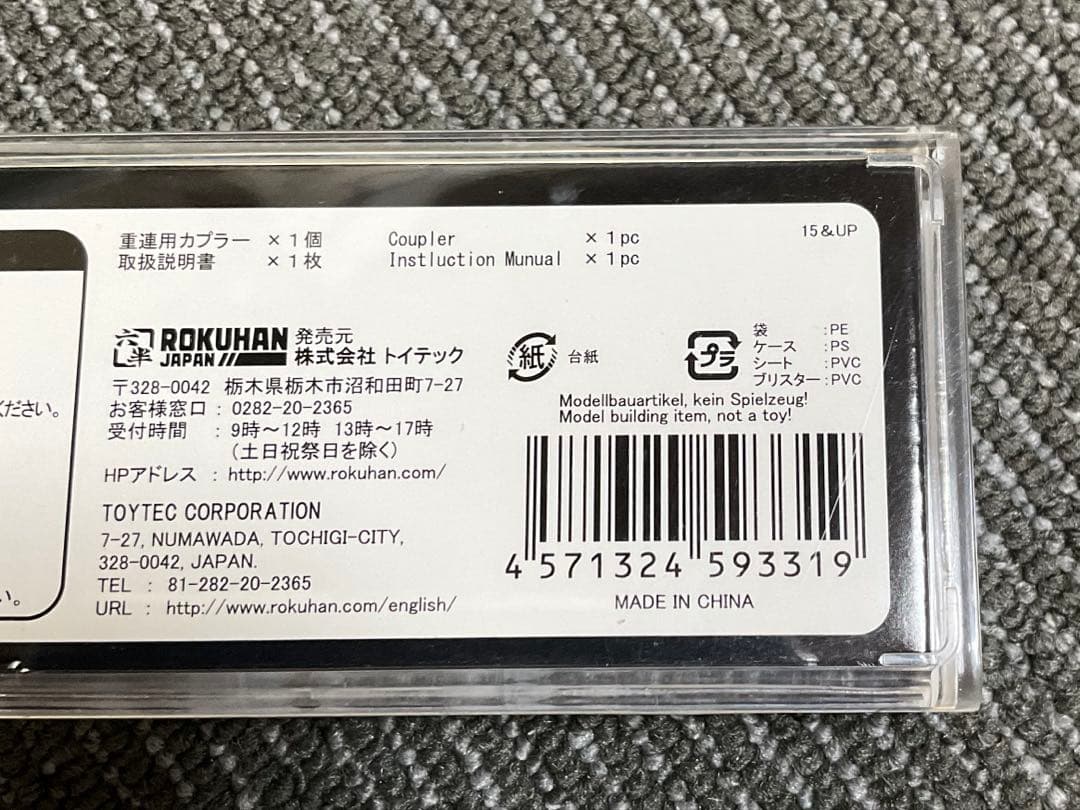 重連用カプラー × 1個 Coupler × 1pc
取扱説明書 × 1枚 Instluction Munual × 1pc
15&UP
六半 ROKUHAN JAPAN 発売元
株式会社 トイテック
〒328-0042 栃木県栃木市沼和田町7-27
お客様窓口 : 0282-20-2365
受付時間 : 9時~12時 13時~17時
(土日祝祭日を除く)
HPアドレス : http://www.rokuhan.com/
TOYTEC CORPORATION
7-27, NUMAWADA, TOCHIGI-CITY,
328-0042, JAPAN.
TEL : 81-282-20-2365
URL : http://www.rokuhan.com/english/
ください。
い。
紙 台紙
プラ
袋 :PE
ケース :PS
シート :PVC
ブリスター :PVC
Modellbauartikel, kein Spielzeug!
Model building item, not a toy!
4 571324 593319
MADE IN CHINA